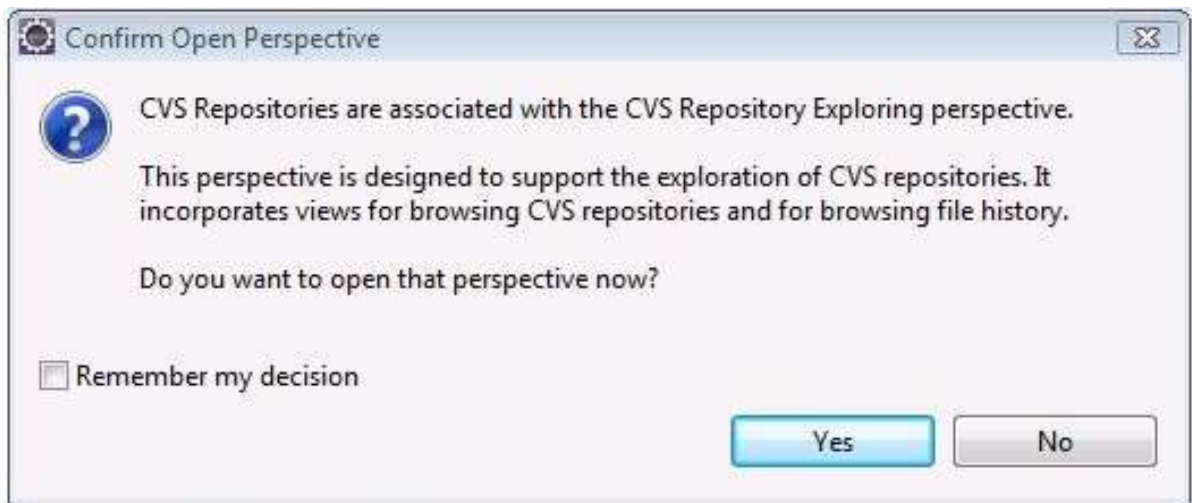 Confirm Open Perspective
CVS Repositories are associated with the CVS Repository Exploring perspective.
This perspective is designed to support the exploration of CVS repositories. It
incorporates views for browsing CVS repositories and for browsing file history.
Do you want to open that perspective now?
Remember my decision
Yes
No